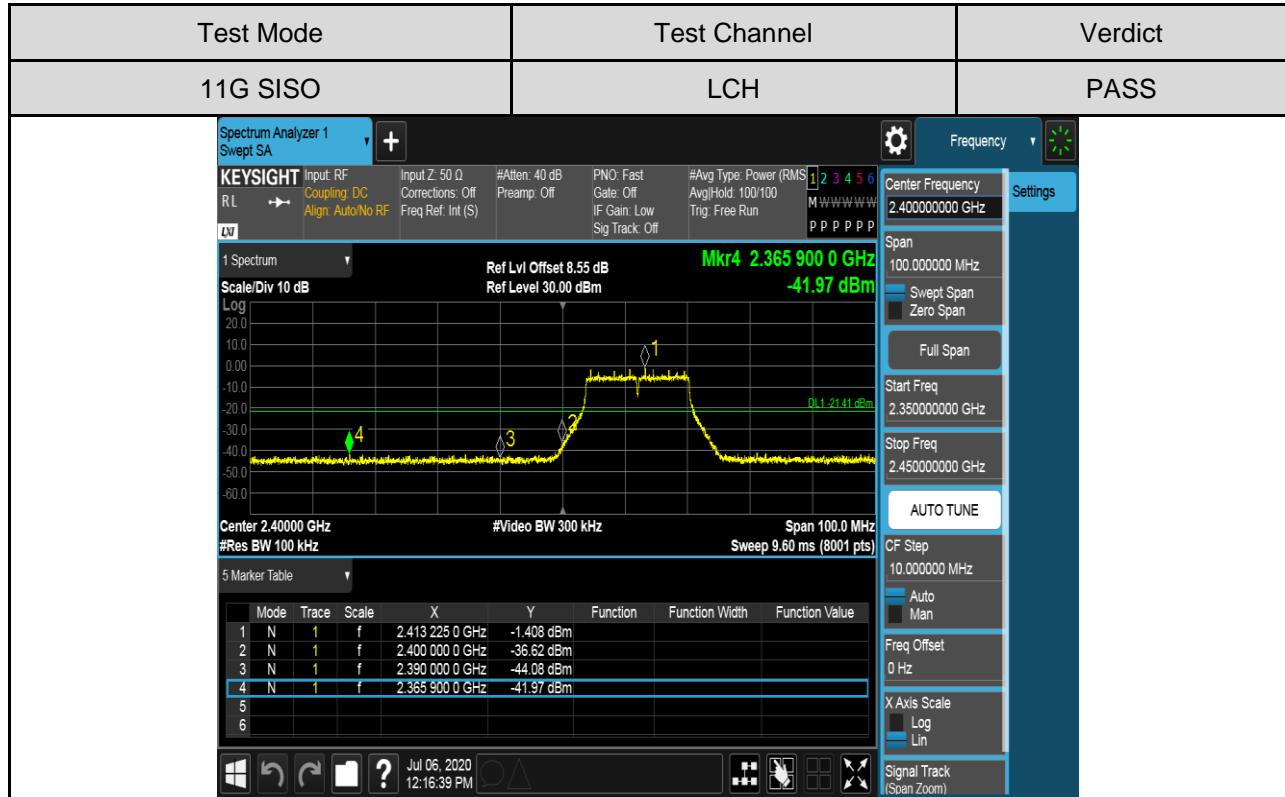 Test Mode Test Channel Verdict
11G SISO LCH PASS
Spectrum Analyzer 1
Swept SA
+
Frequency
KEYSIGHT Input: RF Input Z: 50 Ω #Atten: 40 dB PNO: Fast #Avg Type: Power (RMS 1 2 3 4 5 6
RL Coupling: DC Corrections: Off Preamp: Off Gate: Off Avg|Hold: 100/100 M W W W W W
Align: Auto/No RF Freq Ref: Int (S) IF Gain: Low Trig: Free Run
LXI Sig Track: Off P P P P P P
1 Spectrum
Scale/Div 10 dB
Ref Lvl Offset 8.55 dB
Ref Level 30.00 dBm
Mkr4 2.365 900 0 GHz
-41.97 dBm
Log
20.0
10.0
0.00
-10.0
-20.0
-30.0
-40.0
-50.0
-60.0
1
2
3
4
DL1 -21.41 dBm
Center 2.40000 GHz #Video BW 300 kHz Span 100.0 MHz
#Res BW 100 kHz Sweep 9.60 ms (8001 pts)
5 Marker Table
Mode Trace Scale X Y Function Function Width Function Value
1 N 1 f 2.413 225 0 GHz -1.408 dBm
2 N 1 f 2.400 000 0 GHz -36.62 dBm
3 N 1 f 2.390 000 0 GHz -44.08 dBm
4 N 1 f 2.365 900 0 GHz -41.97 dBm
5
6
?
Jul 06, 2020
12:16:39 PM
Center Frequency
2.400000000 GHz
Settings
Span
100.000000 MHz
Swept Span
Zero Span
Full Span
Start Freq
2.350000000 GHz
Stop Freq
2.450000000 GHz
AUTO TUNE
CF Step
10.000000 MHz
Auto
Man
Freq Offset
0 Hz
X Axis Scale
Log
Lin
Signal Track
(Span Zoom)